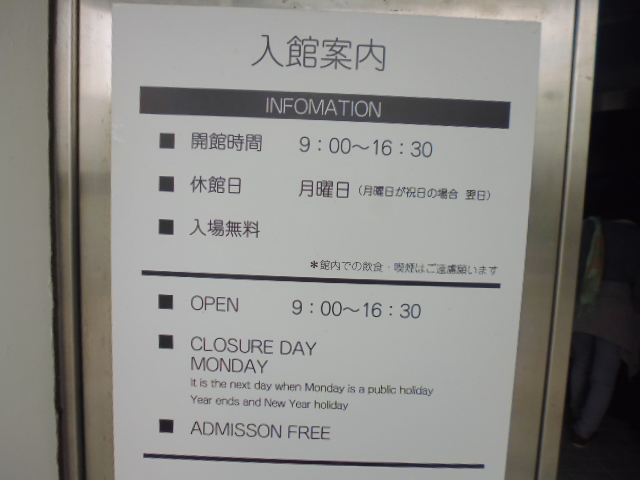 入館案内
INFOMATION
■ 開館時間 9：00～16：30
■ 休館日 月曜日（月曜日が祝日の場合 翌日）
■ 入場無料
＊館内での飲食・喫煙はご遠慮願います
■ OPEN 9：00～16：30
■ CLOSURE DAY
MONDAY
It is the next day when Monday is a public holiday
Year ends and New Year holiday
■ ADMISSON FREE